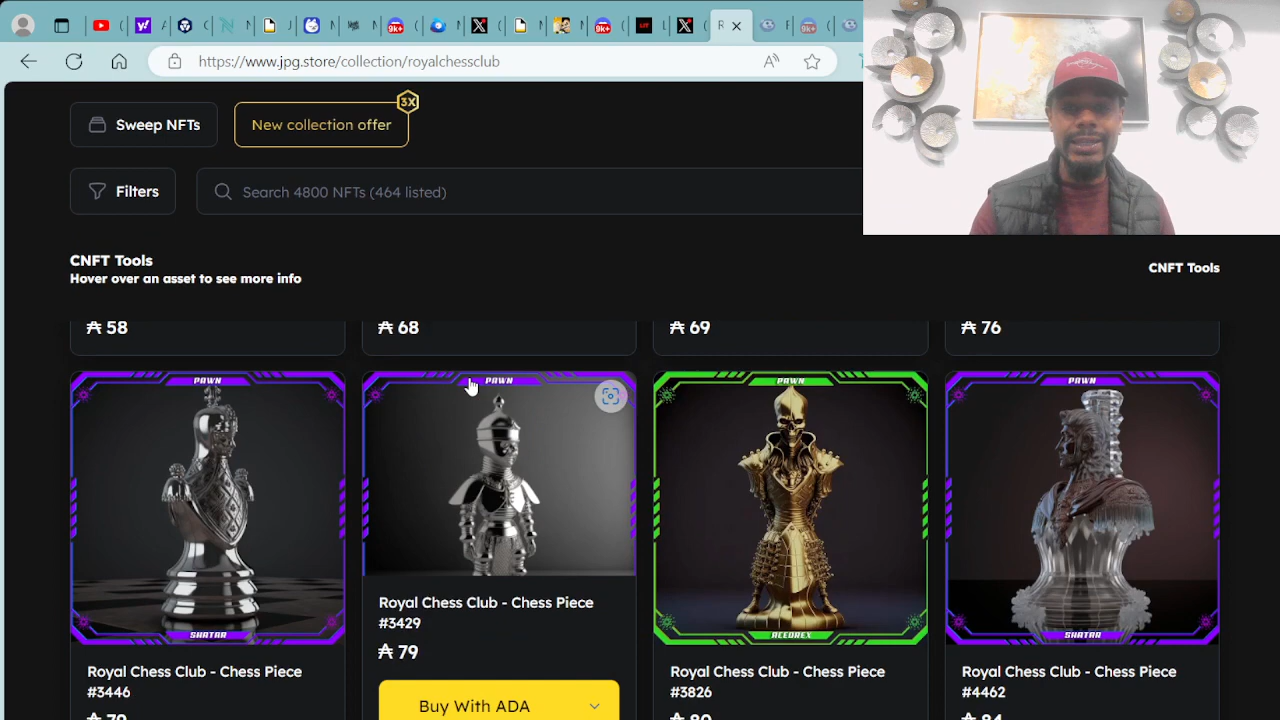 https://www.jpg.store/collection/royalchessclub
Sweep NFTs
New collection offer
3X
Filters
Search 4800 NFTs (464 listed)
CNFT Tools
Hover over an asset to see more info
CNFT Tools
₳ 58
₳ 68
₳ 69
₳ 76
PAWN
PAWN
PAWN
PAWN
SHATAR
ACEDREX
SHATAR
Royal Chess Club - Chess Piece
#3446
Royal Chess Club - Chess Piece
#3429
₳ 79
Buy With ADA
Royal Chess Club - Chess Piece
#3826
Royal Chess Club - Chess Piece
#4462